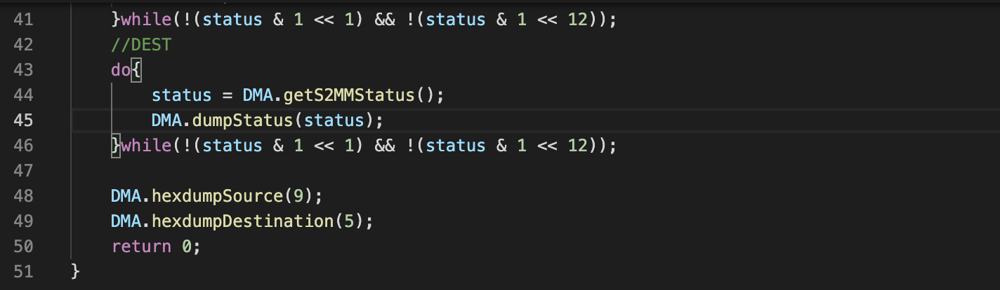 41 }while(!(status & 1 << 1) && !(status & 1 << 12));
42 //DEST
43 do{
44 status = DMA.getS2MMStatus();
45 DMA.dumpStatus(status);
46 }while(!(status & 1 << 1) && !(status & 1 << 12));
47
48 DMA.hexdumpSource(9);
49 DMA.hexdumpDestination(5);
50 return 0;
51 }